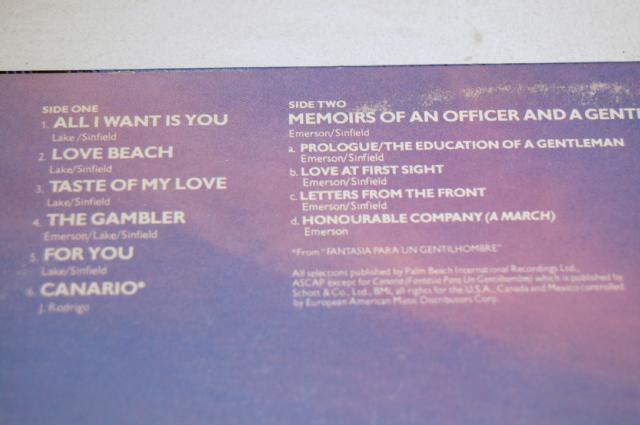 SIDE ONE
1. ALL I WANT IS YOU
Lake/Sinfield
2. LOVE BEACH
Lake/Sinfield
3. TASTE OF MY LOVE
Lake/Sinfield
4. THE GAMBLER
Emerson/Lake/Sinfield
5. FOR YOU
Lake/Sinfield
6. CANARIO*
J. Rodrigo
SIDE TWO
MEMOIRS OF AN OFFICER AND A GENTL
Emerson/Sinfield
a. PROLOGUE/THE EDUCATION OF A GENTLEMAN
Emerson/Sinfield
b. LOVE AT FIRST SIGHT
Emerson/Sinfield
c. LETTERS FROM THE FRONT
Emerson/Sinfield
d. HONOURABLE COMPANY (A MARCH)
Emerson
*From "FANTASIA PARA UN GENTILHOMBRE"
All selections published by Palm Beach International Recordings Ltd.,
ASCAP except for Canario (Fantasia Para Un Gentilhombre) which is published by
Schott & Co., Ltd., BMI, all rights for the U.S.A., Canada and Mexico controlled
by European American Music Distributors Corp.